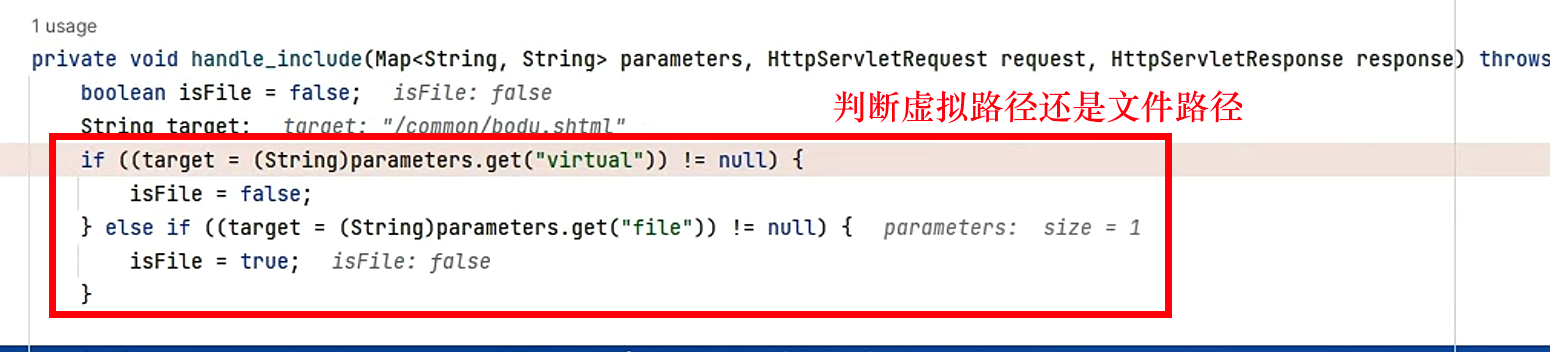 1 usage
private void handle_include(Map<String, String> parameters, HttpServletRequest request, HttpServletResponse response) throws
boolean isFile = false; isFile: false
判断虚拟路径还是文件路径
String target; target: "/common/body.shtml"
if ((target = (String)parameters.get("virtual")) != null) {
isFile = false;
} else if ((target = (String)parameters.get("file")) != null) { parameters: size = 1
isFile = true; isFile: false
}